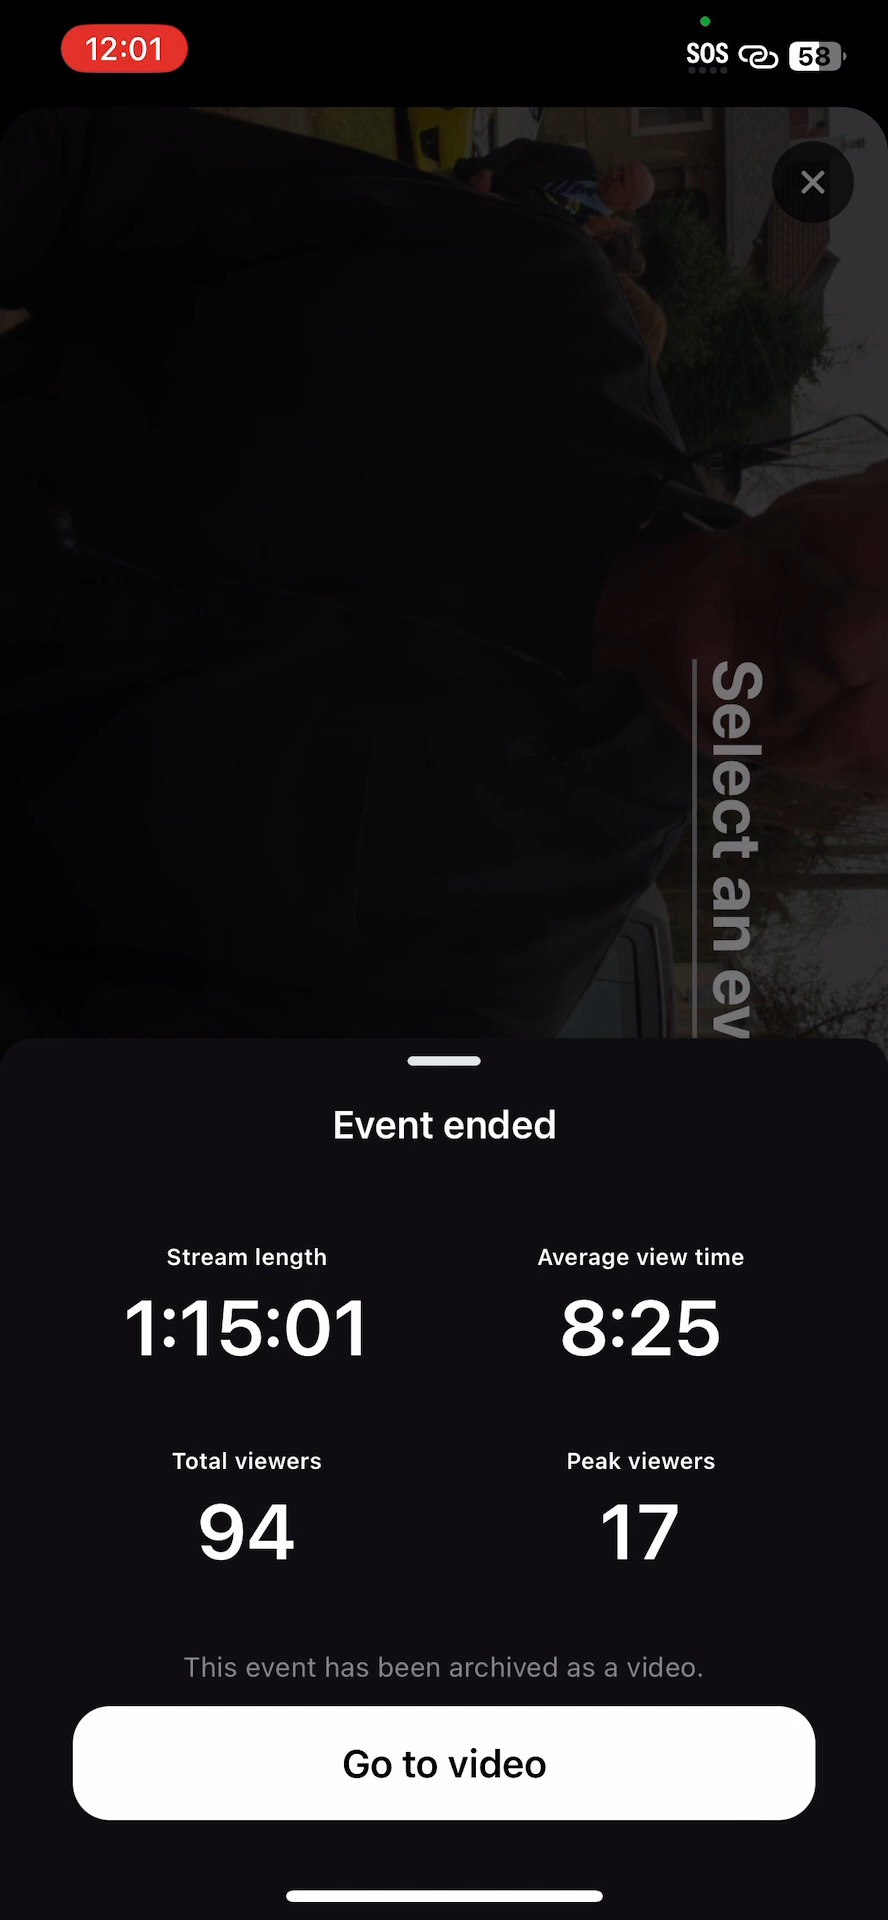 12:01
SOS
58
Select an ev
Event ended
Stream length
Average view time
1:15:01
8:25
Total viewers
Peak viewers
94
17
This event has been archived as a video.
Go to video